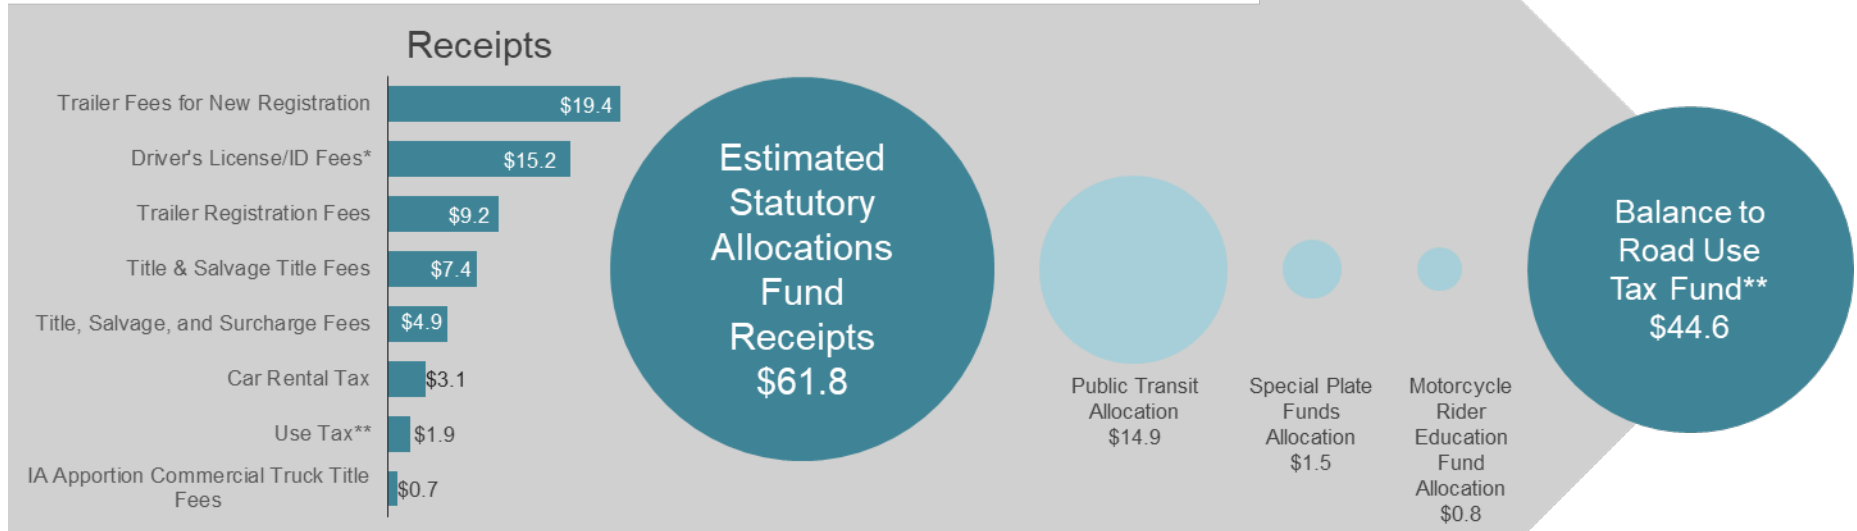 Receipts
Trailer Fees for New Registration
$19.4
Driver's License/ID Fees*
$15.2
Trailer Registration Fees
$9.2
Title & Salvage Title Fees
$7.4
Title, Salvage, and Surcharge Fees
$4.9
Car Rental Tax
$3.1
Use Tax**
$1.9
IA Apportion Commercial Truck Title
Fees
$0.7
Estimated
Statutory
Allocations
Fund
Receipts
$61.8
Public Transit
Allocation
$14.9
Special Plate
Funds
Allocation
$1.5
Motorcycle
Rider
Education
Fund
Allocation
$0.8
Balance to
Road Use
Tax Fund**
$44.6